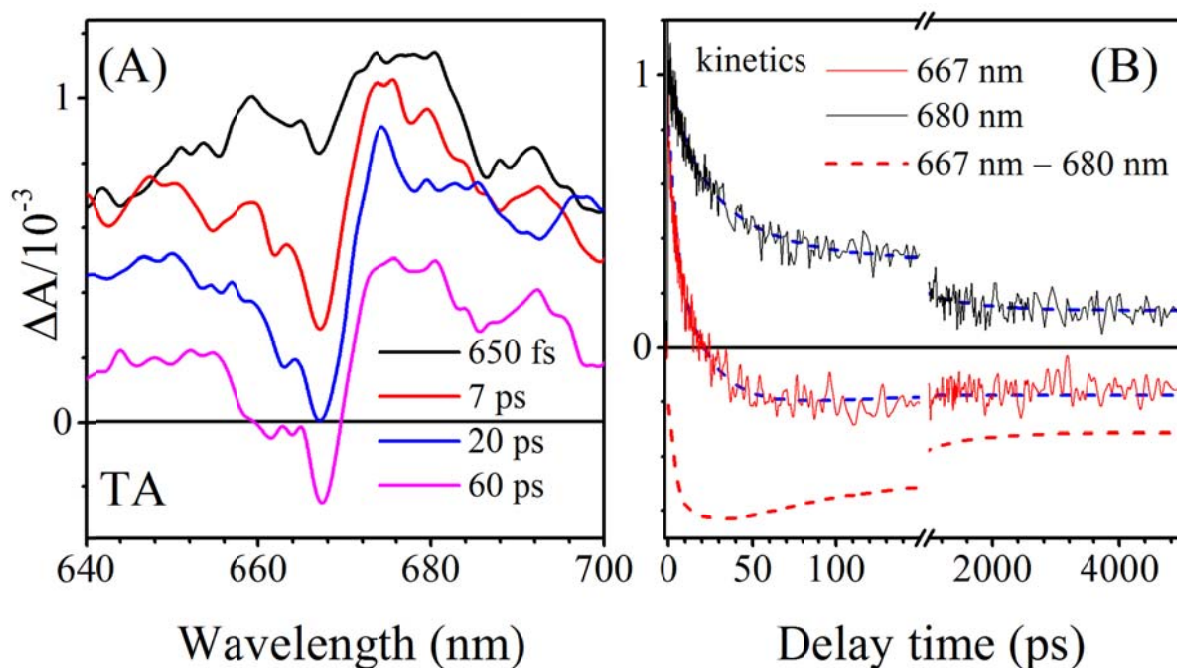 (A)
ΔA/10⁻³
1
0
650 fs
7 ps
20 ps
60 ps
TA
640 660 680 700
Wavelength (nm)
kinetics
(B)
667 nm
680 nm
667 nm – 680 nm
1
0
0 50 100 2000 4000
Delay time (ps)